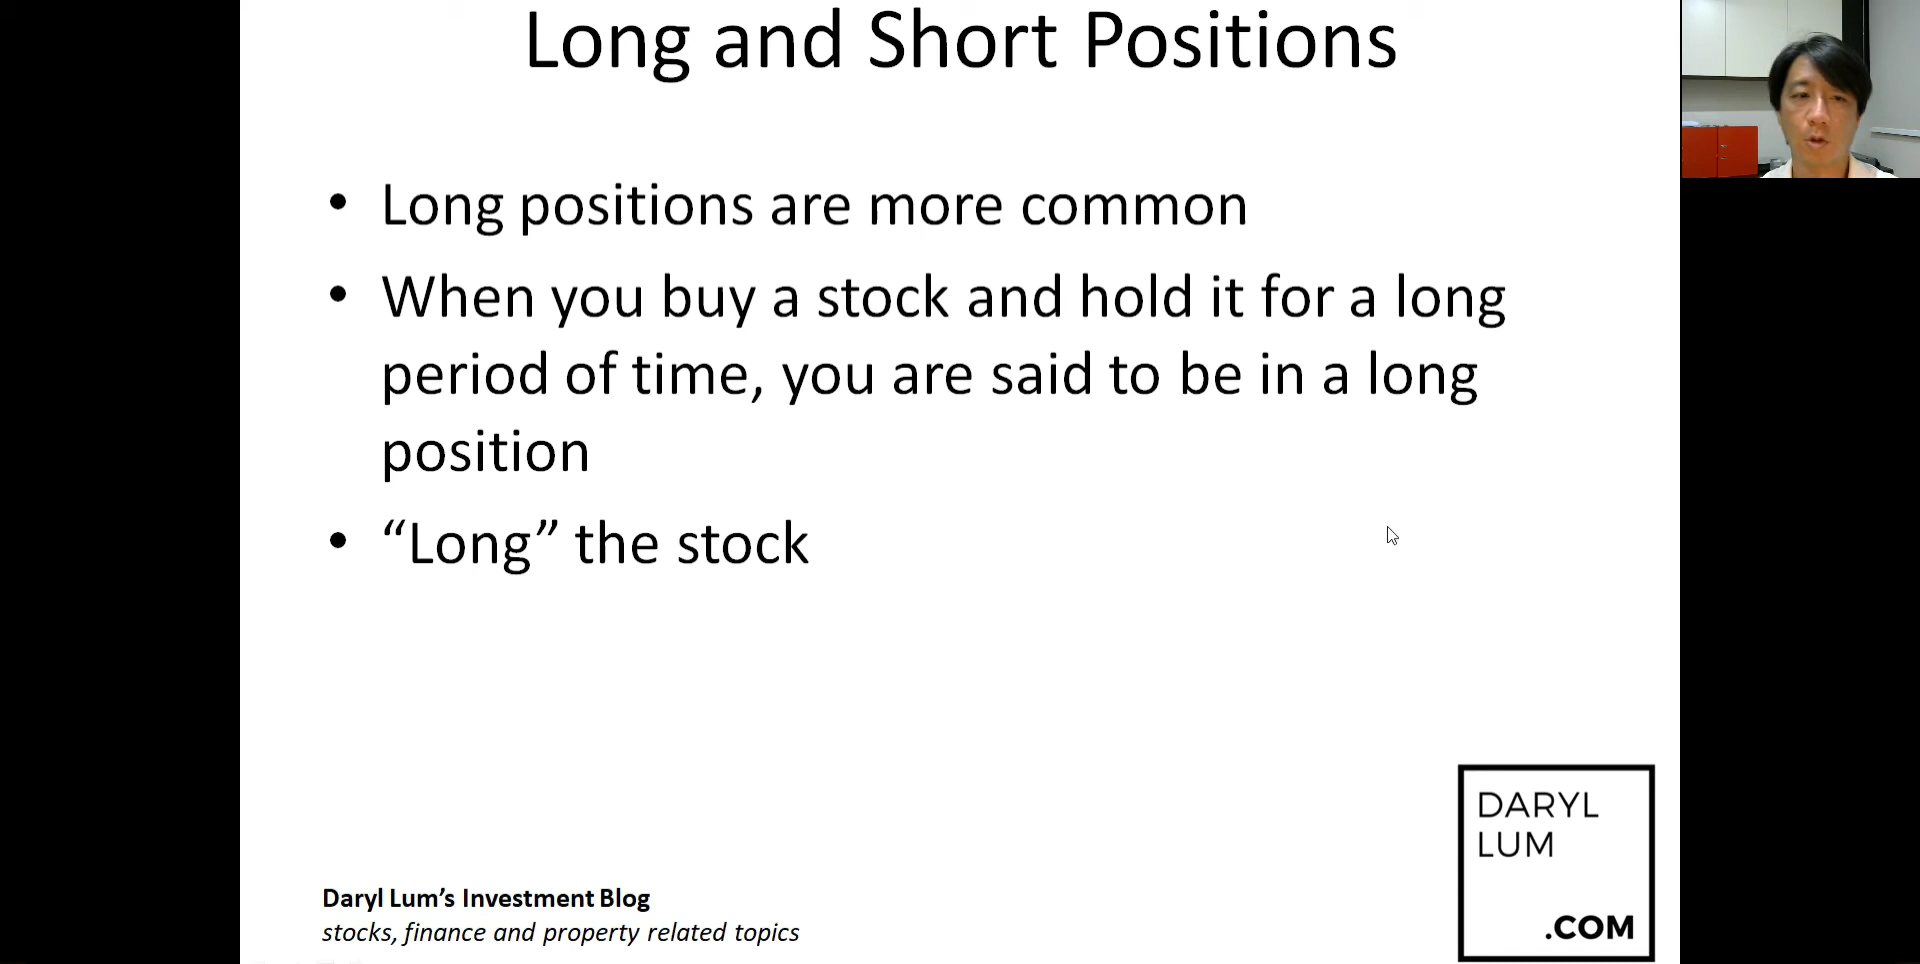 Long and Short Positions
• Long positions are more common
• When you buy a stock and hold it for a long
period of time, you are said to be in a long
position
• “Long” the stock
DARYL
LUM
.COM
Daryl Lum’s Investment Blog
stocks, finance and property related topics